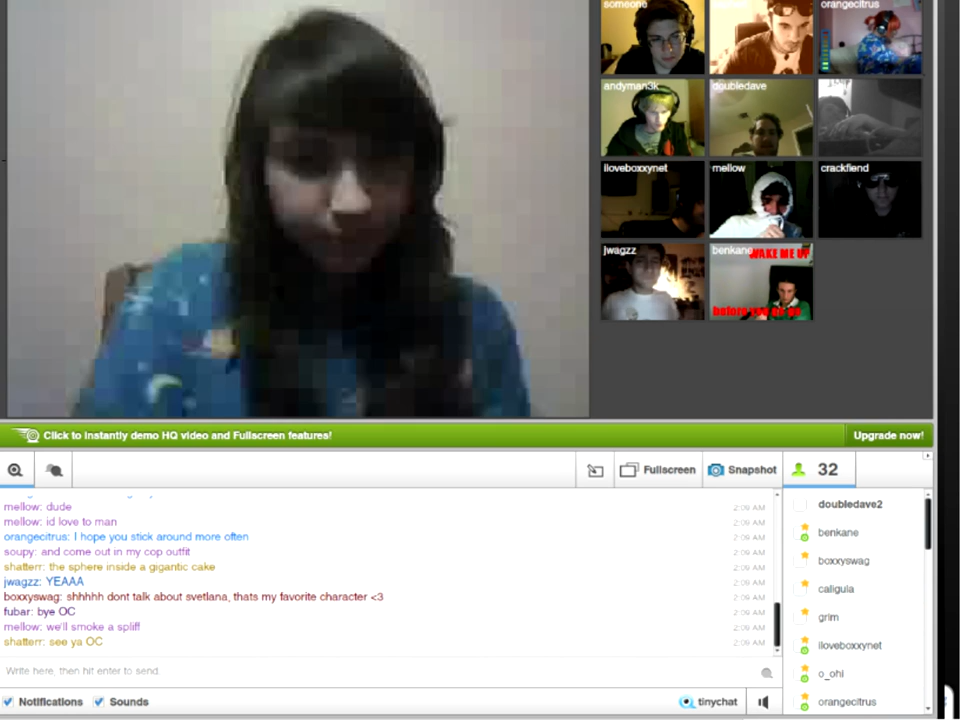 someone
orangecitrus
andyman3k
doubledave
iloveboxxynet
mellow
crackfiend
jwagzz
benkane
WAKE ME UP
before you go go
Click to instantly demo HQ video and Fullscreen features!
Upgrade now!
Fullscreen
Snapshot
32
mellow: dude 2:09 AM
mellow: id love to man 2:09 AM
orangecitrus: I hope you stick around more often 2:09 AM
soupy: and come out in my cop outfit 2:09 AM
shatterr: the sphere inside a gigantic cake 2:09 AM
jwagzz: YEAAA 2:09 AM
boxxyswag: shhhhh dont talk about svetlana, thats my favorite character <3 2:09 AM
fubar: bye OC 2:09 AM
mellow: we'll smoke a spliff 2:09 AM
shatterr: see ya OC 2:09 AM
doubledave2
benkane
boxxyswag
caligula
grim
iloveboxxynet
o_ohi
orangecitrus
Write here, then hit enter to send.
Notifications
Sounds
tinychat